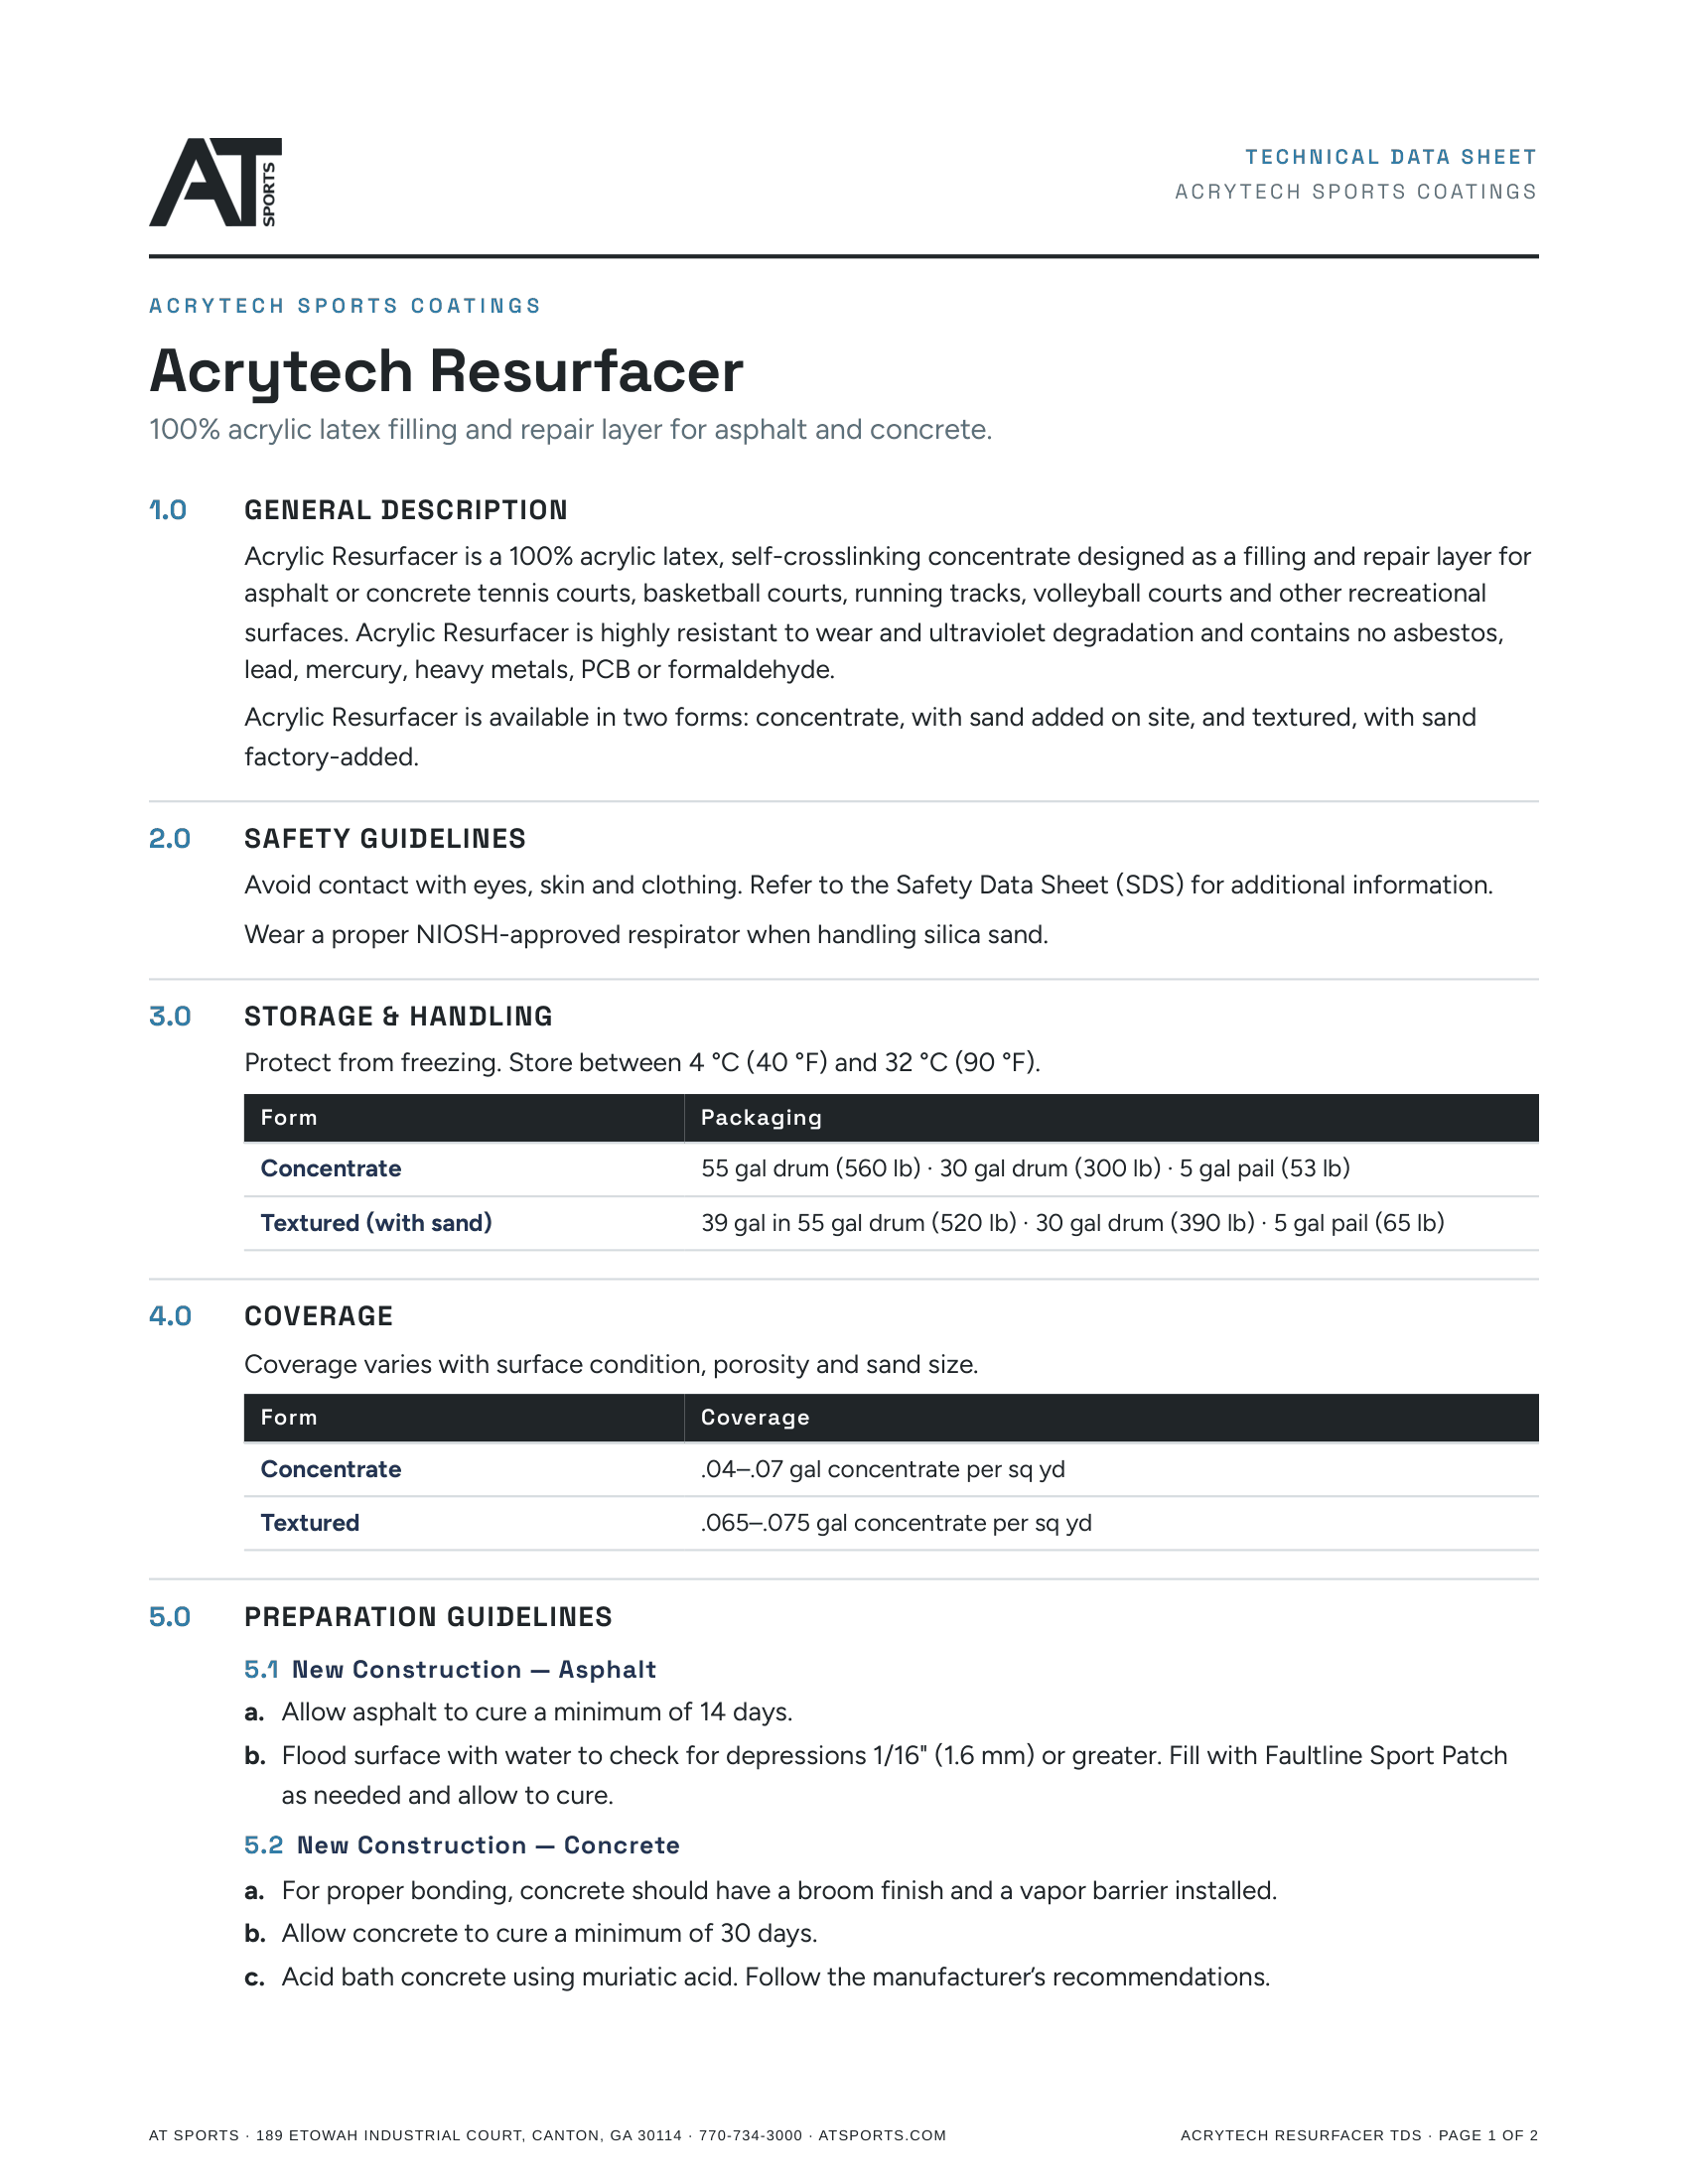 AT SPORTS
TECHNICAL DATA SHEET
ACRYTECH SPORTS COATINGS
ACRYTECH SPORTS COATINGS
Acrytech Resurfacer
100% acrylic latex filling and repair layer for asphalt and concrete.
1.0 GENERAL DESCRIPTION
Acrylic Resurfacer is a 100% acrylic latex, self-crosslinking concentrate designed as a filling and repair layer for
asphalt or concrete tennis courts, basketball courts, running tracks, volleyball courts and other recreational
surfaces. Acrylic Resurfacer is highly resistant to wear and ultraviolet degradation and contains no asbestos,
lead, mercury, heavy metals, PCB or formaldehyde.
Acrylic Resurfacer is available in two forms: concentrate, with sand added on site, and textured, with sand
factory-added.
2.0 SAFETY GUIDELINES
Avoid contact with eyes, skin and clothing. Refer to the Safety Data Sheet (SDS) for additional information.
Wear a proper NIOSH-approved respirator when handling silica sand.
3.0 STORAGE & HANDLING
Protect from freezing. Store between 4 °C (40 °F) and 32 °C (90 °F).
Form Packaging
Concentrate 55 gal drum (560 lb) · 30 gal drum (300 lb) · 5 gal pail (53 lb)
Textured (with sand) 39 gal in 55 gal drum (520 lb) · 30 gal drum (390 lb) · 5 gal pail (65 lb)
4.0 COVERAGE
Coverage varies with surface condition, porosity and sand size.
Form Coverage
Concentrate .04–.07 gal concentrate per sq yd
Textured .065–.075 gal concentrate per sq yd
5.0 PREPARATION GUIDELINES
5.1 New Construction — Asphalt
a. Allow asphalt to cure a minimum of 14 days.
b. Flood surface with water to check for depressions 1/16" (1.6 mm) or greater. Fill with Faultline Sport Patch
as needed and allow to cure.
5.2 New Construction — Concrete
a. For proper bonding, concrete should have a broom finish and a vapor barrier installed.
b. Allow concrete to cure a minimum of 30 days.
c. Acid bath concrete using muriatic acid. Follow the manufacturer’s recommendations.
AT SPORTS · 189 ETOWAH INDUSTRIAL COURT, CANTON, GA 30114 · 770-734-3000 · ATSPORTS.COM
ACRYTECH RESURFACER TDS · PAGE 1 OF 2